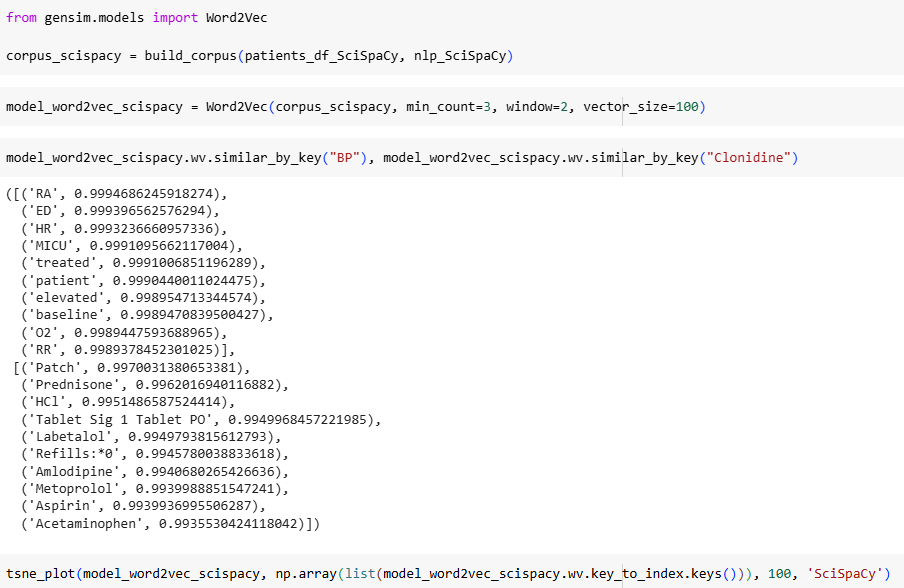 from gensim.models import Word2Vec
corpus_scispacy = build_corpus(patients_df_SciSpaCy, nlp_SciSpaCy)
model_word2vec_scispacy = Word2Vec(corpus_scispacy, min_count=3, window=2, vector_size=100)
model_word2vec_scispacy.wv.similar_by_key("BP"), model_word2vec_scispacy.wv.similar_by_key("Clonidine")
([('RA', 0.9994686245918274),
('ED', 0.999396562576294),
('HR', 0.9993236660957336),
('MICU', 0.9991095662117004),
('treated', 0.9991006851196289),
('patient', 0.9990440011024475),
('elevated', 0.998954713344574),
('baseline', 0.9989470839500427),
('O2', 0.9989447593688965),
('RR', 0.9989378452301025)],
[('Patch', 0.9970031380653381),
('Prednisone', 0.9962016940116882),
('HCl', 0.9951486587524414),
('Tablet Sig 1 Tablet PO', 0.9949968457221985),
('Labetalol', 0.9949793815612793),
('Refills:*0', 0.9945780038833618),
('Amlodipine', 0.9940680265426636),
('Metoprolol', 0.9939988851547241),
('Aspirin', 0.9939936995506287),
('Acetaminophen', 0.9935530424118042)])
tsne_plot(model_word2vec_scispacy, np.array(list(model_word2vec_scispacy.wv.key_to_index.keys())), 100, 'SciSpaCy')